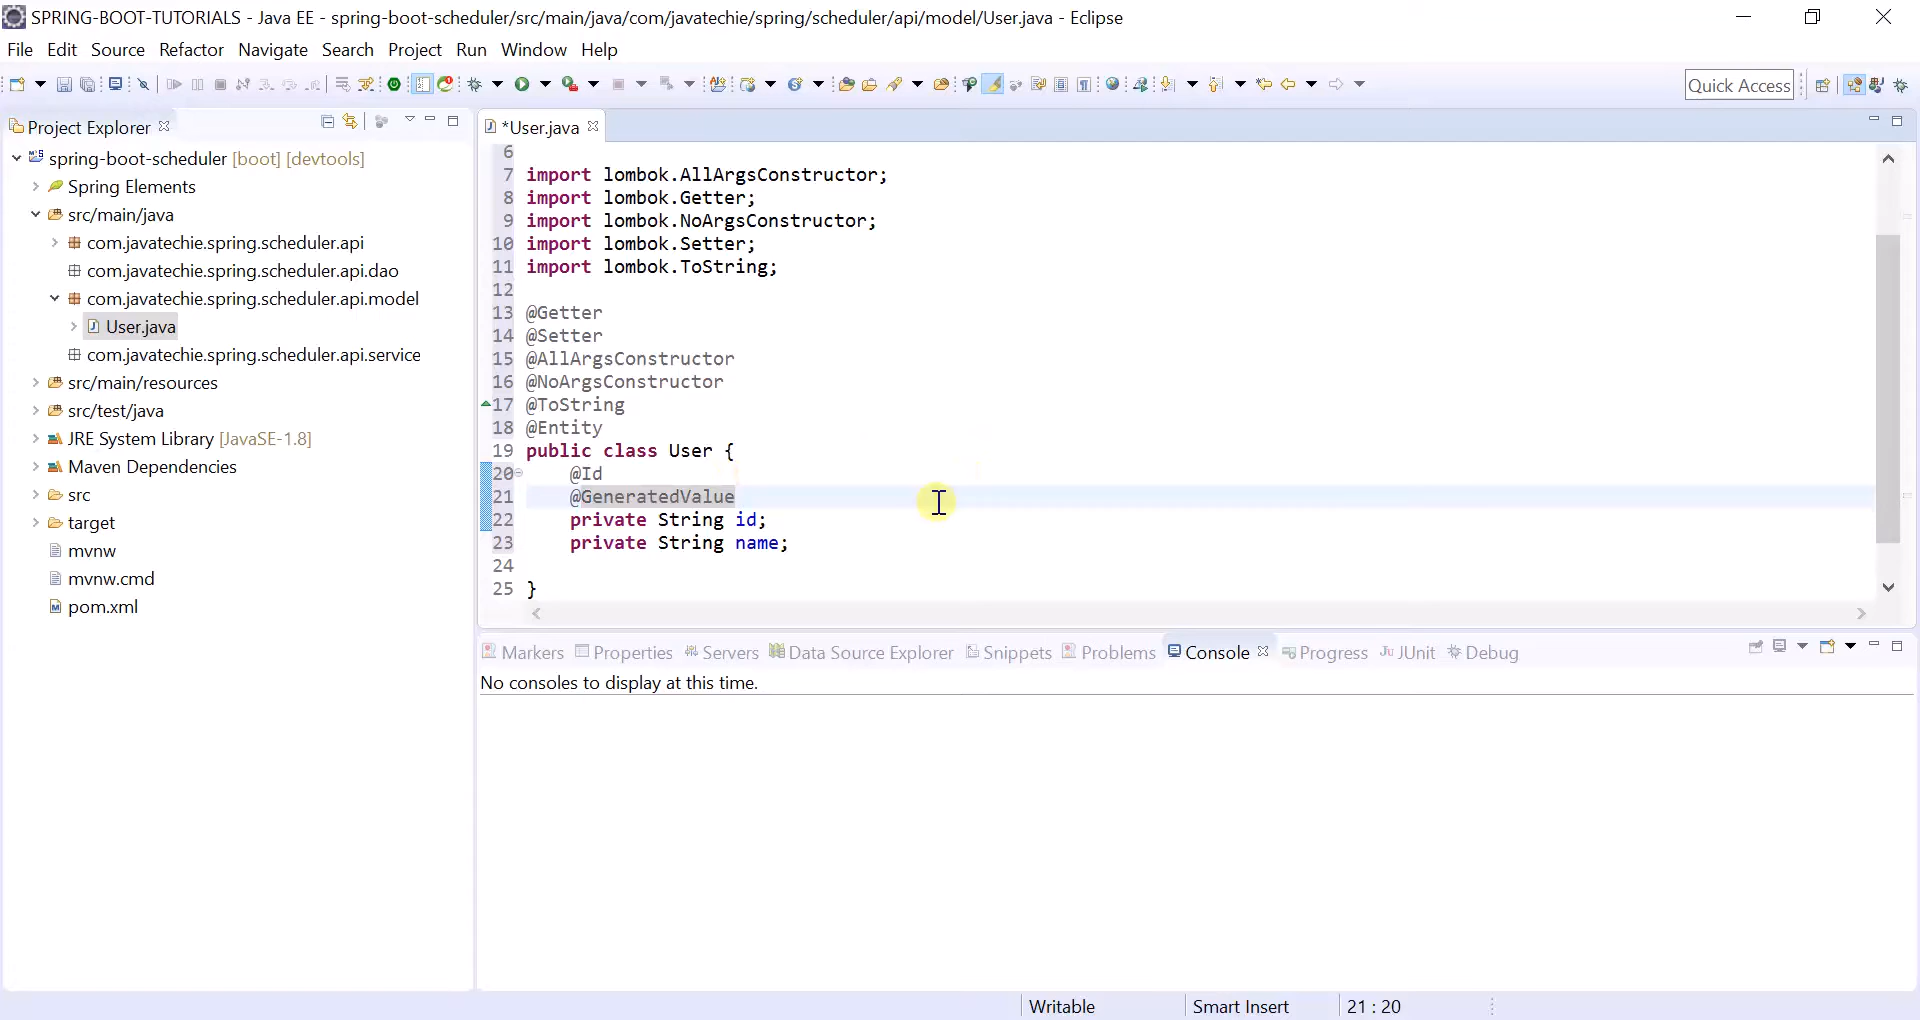 SPRING-BOOT-TUTORIALS - Java EE - spring-boot-scheduler/src/main/java/com/javatechie/spring/scheduler/api/model/User.java - Eclipse
File Edit Source Refactor Navigate Search Project Run Window Help
Quick Access
Project Explorer
spring-boot-scheduler [boot] [devtools]
Spring Elements
src/main/java
com.javatechie.spring.scheduler.api
com.javatechie.spring.scheduler.api.dao
com.javatechie.spring.scheduler.api.model
User.java
com.javatechie.spring.scheduler.api.service
src/main/resources
src/test/java
JRE System Library [JavaSE-1.8]
Maven Dependencies
src
target
mvnw
mvnw.cmd
pom.xml
*User.java
6
7 import lombok.AllArgsConstructor;
8 import lombok.Getter;
9 import lombok.NoArgsConstructor;
10 import lombok.Setter;
11 import lombok.ToString;
12
13 @Getter
14 @Setter
15 @AllArgsConstructor
16 @NoArgsConstructor
17 @ToString
18 @Entity
19 public class User {
20 @Id
21 @GeneratedValue
22 private String id;
23 private String name;
24
25 }
Markers Properties Servers Data Source Explorer Snippets Problems Console Progress JUnit Debug
No consoles to display at this time.
Writable Smart Insert 21 : 20